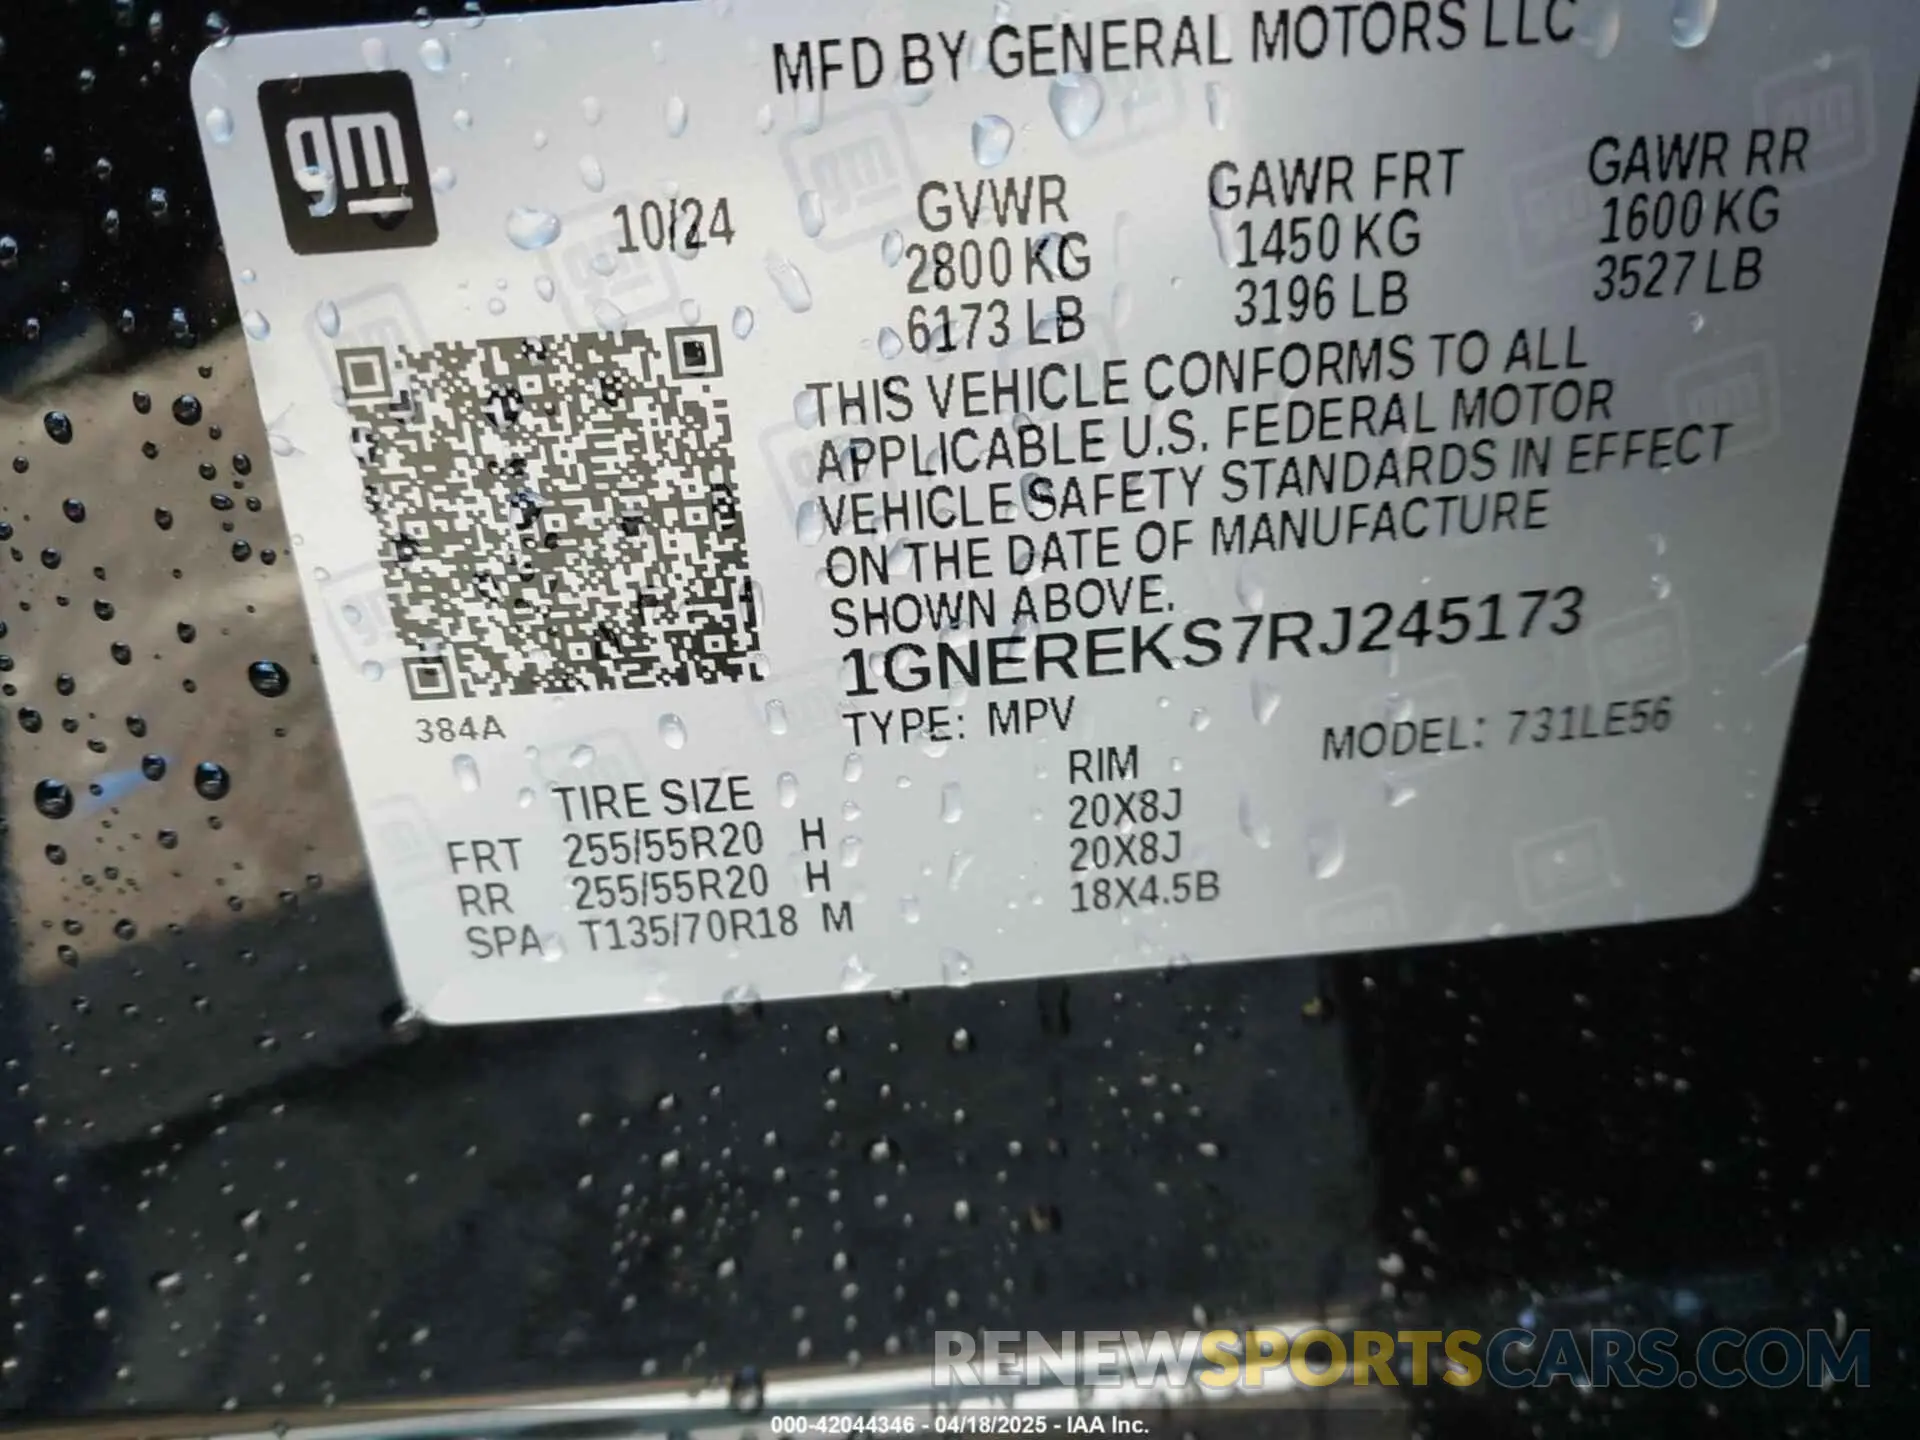 MFD BY GENERAL MOTORS LLC
gm
10/24
GVWR
2800 KG
6173 LB
GAWR FRT
1450 KG
3196 LB
GAWR RR
1600 KG
3527 LB
THIS VEHICLE CONFORMS TO ALL
APPLICABLE U.S. FEDERAL MOTOR
VEHICLE SAFETY STANDARDS IN EFFECT
ON THE DATE OF MANUFACTURE
SHOWN ABOVE.
1GNEREKS7RJ245173
384A
TYPE: MPV
MODEL: 731LE56
TIRE SIZE RIM
FRT 255/55R20 H 20X8J
RR 255/55R20 H 20X8J
SPA T135/70R18 M 18X4.5B
RENEWSPORTSCARS.COM
000-42044346 - 04/18/2025 - IAA Inc.